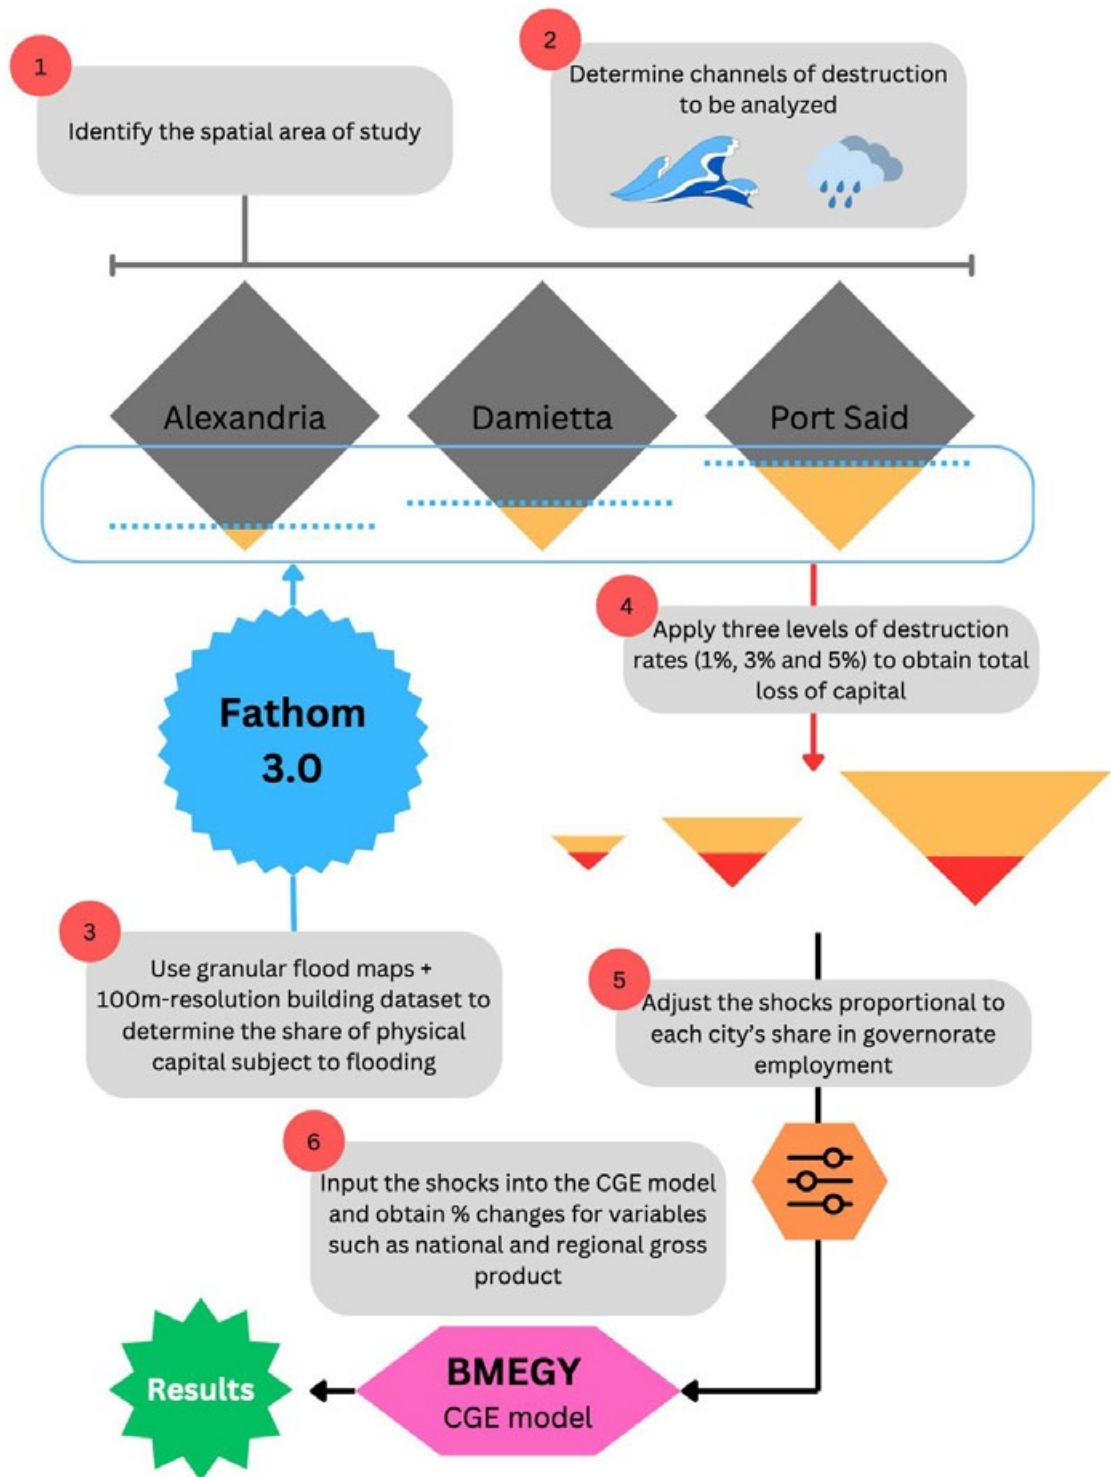 1
Identify the spatial area of study
2
Determine channels of destruction
to be analyzed
Alexandria
Damietta
Port Said
Fathom
3.0
3
Use granular flood maps +
100m-resolution building dataset to
determine the share of physical
capital subject to flooding
4
Apply three levels of destruction
rates (1%, 3% and 5%) to obtain total
loss of capital
5
Adjust the shocks proportional to
each city’s share in governorate
employment
6
Input the shocks into the CGE model
and obtain % changes for variables
such as national and regional gross
product
BMEGY
CGE model
Results